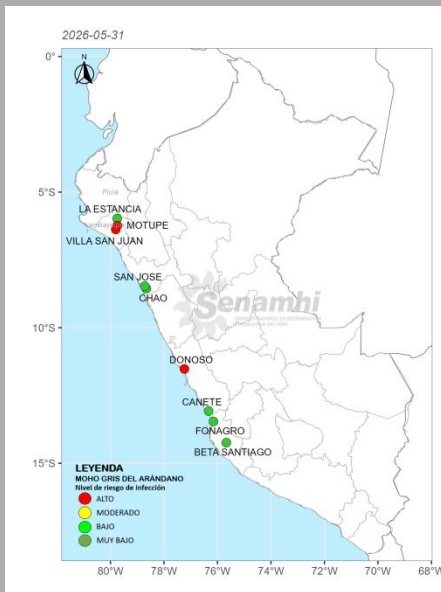 2026-05-31
N
0°
5°S
10°S
15°S
Piura
LA ESTANCIA
MOTUPE
VILLA SAN JUAN
SAN JOSE
CHAO
Senamhi
DONOSO
CANETE
FONAGRO
BETA SANTIAGO
LEYENDA
MOHO GRIS DEL ARÁNDANO
Nivel de riesgo de infección
ALTO
MODERADO
BAJO
MUY BAJO
80°W 78°W 76°W 74°W 72°W 70°W 68°W